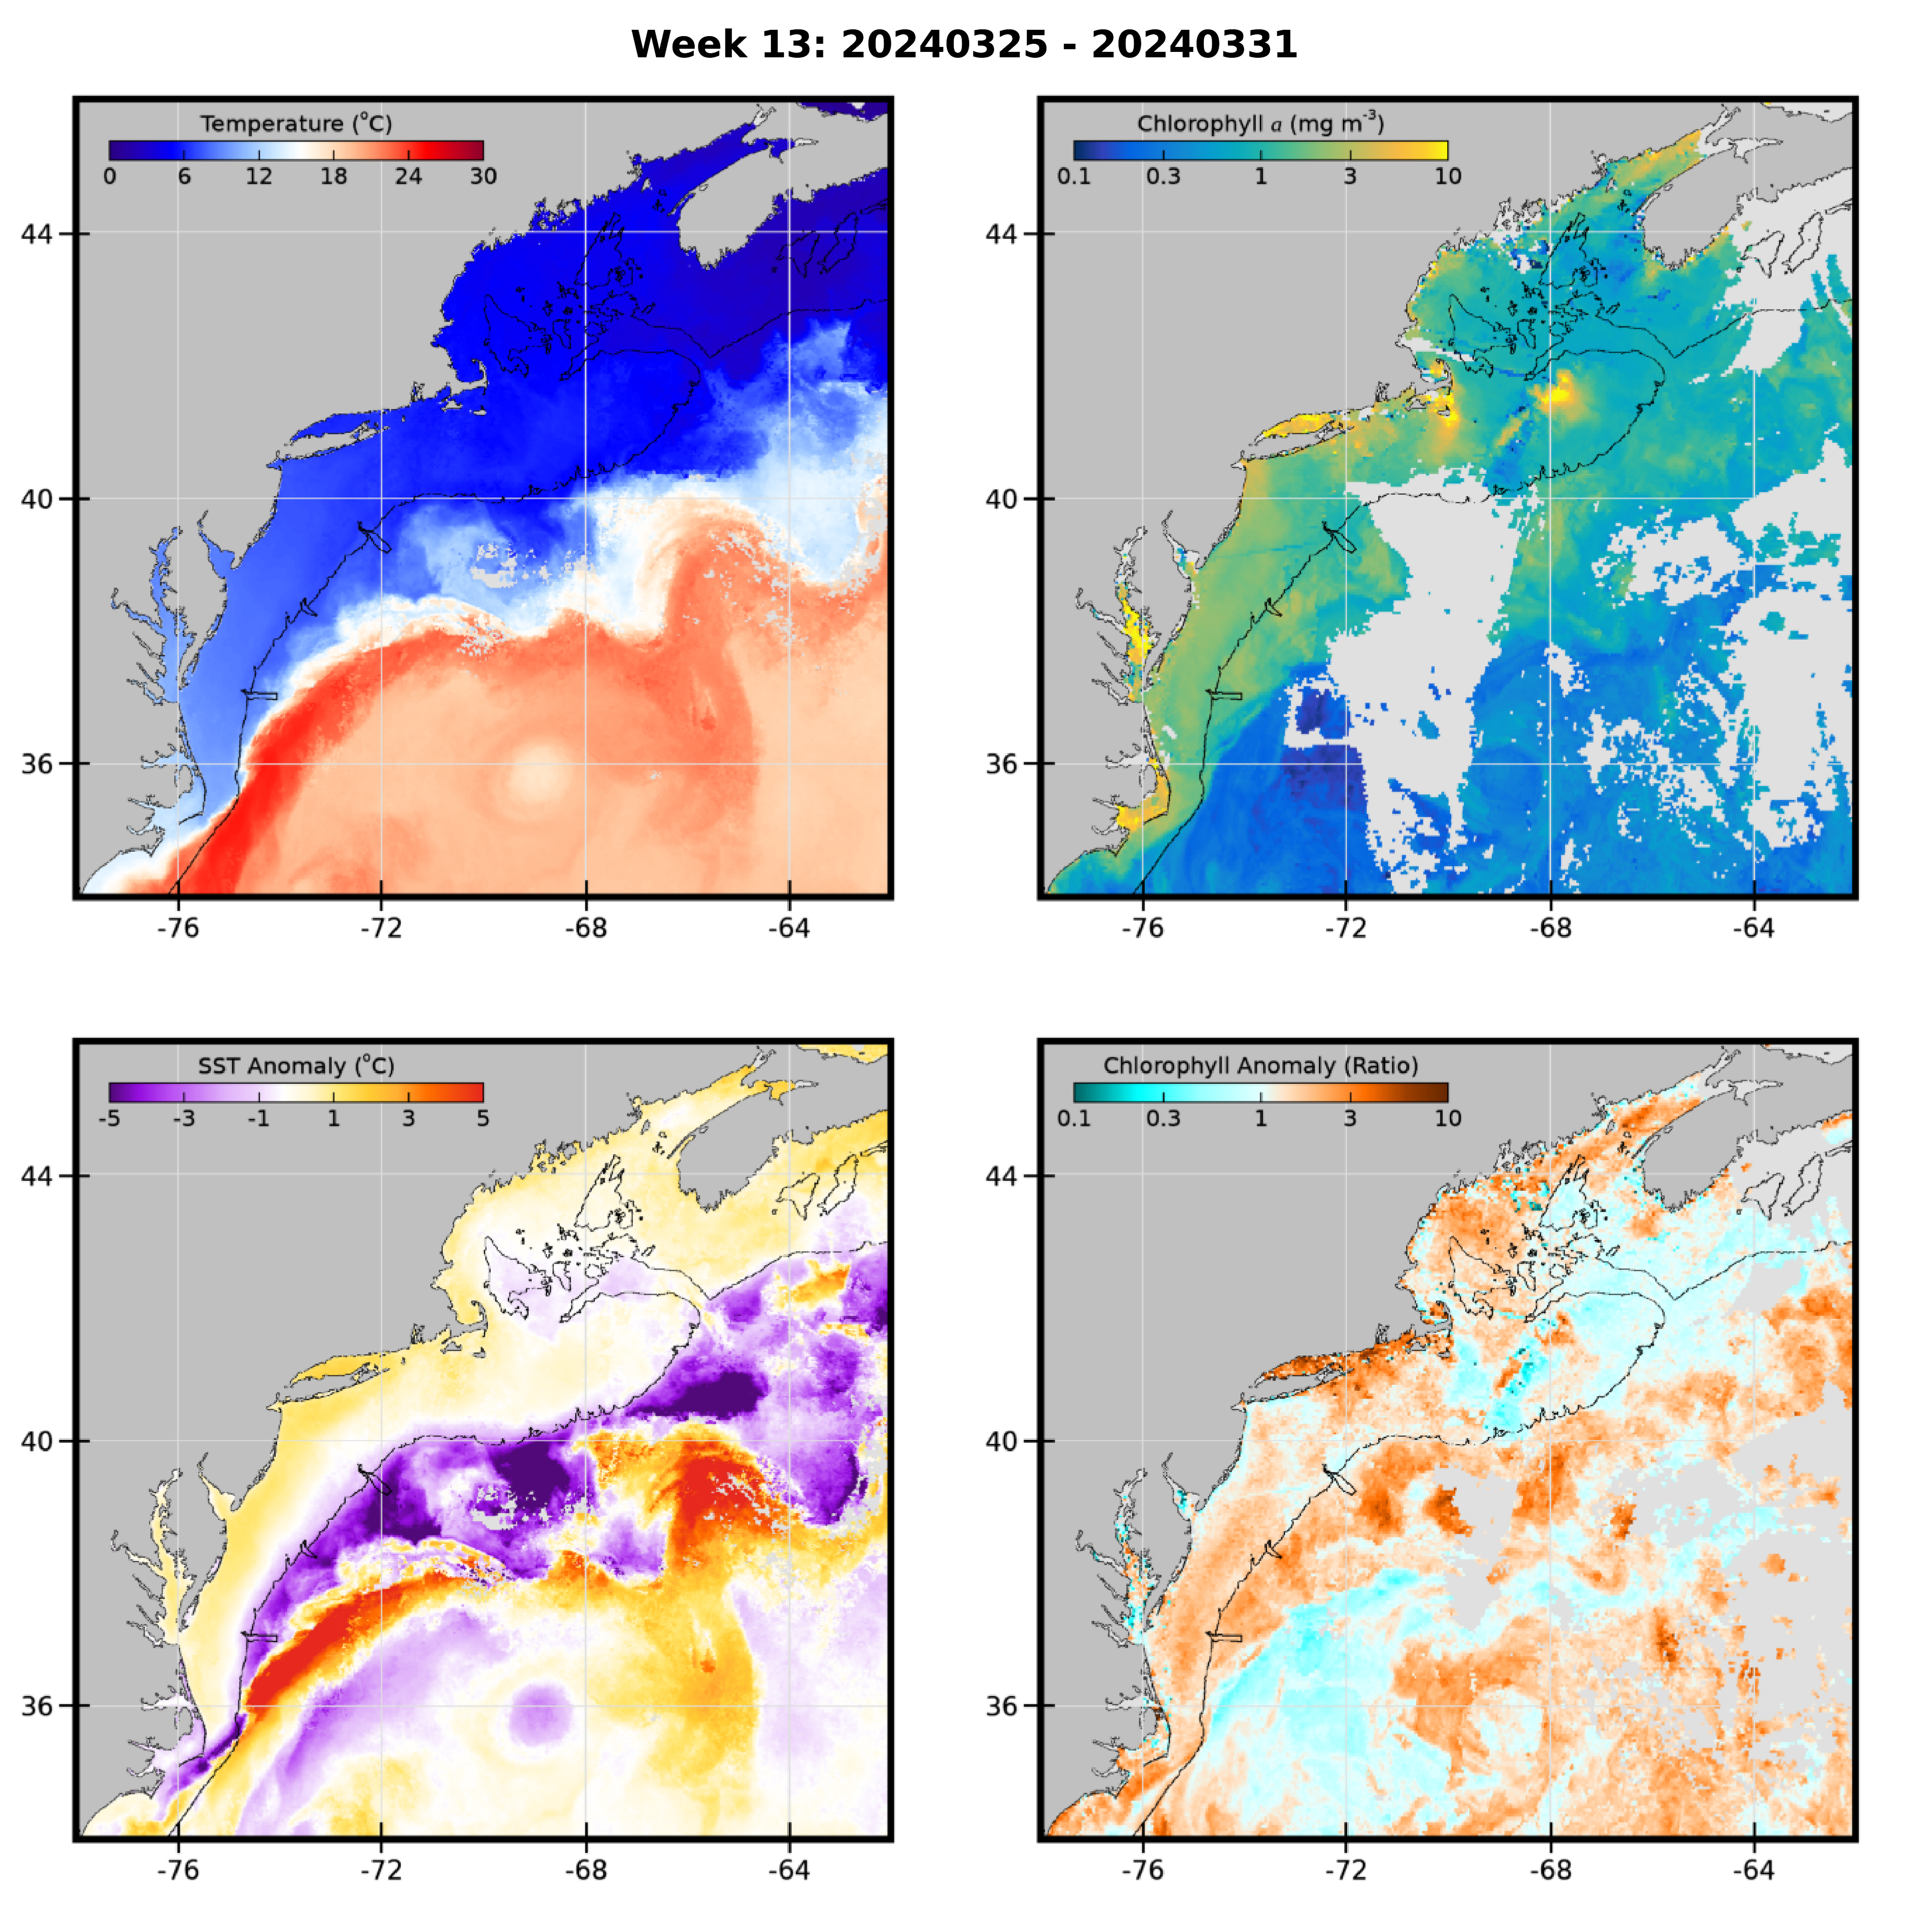 Week 13: 20240325 - 20240331
Temperature (°C)
0 6 12 18 24 30
44
40
36
-76 -72 -68 -64
Chlorophyll a (mg m⁻³)
0.1 0.3 1 3 10
44
40
36
-76 -72 -68 -64
SST Anomaly (°C)
-5 -3 -1 1 3 5
44
40
36
-76 -72 -68 -64
Chlorophyll Anomaly (Ratio)
0.1 0.3 1 3 10
44
40
36
-76 -72 -68 -64